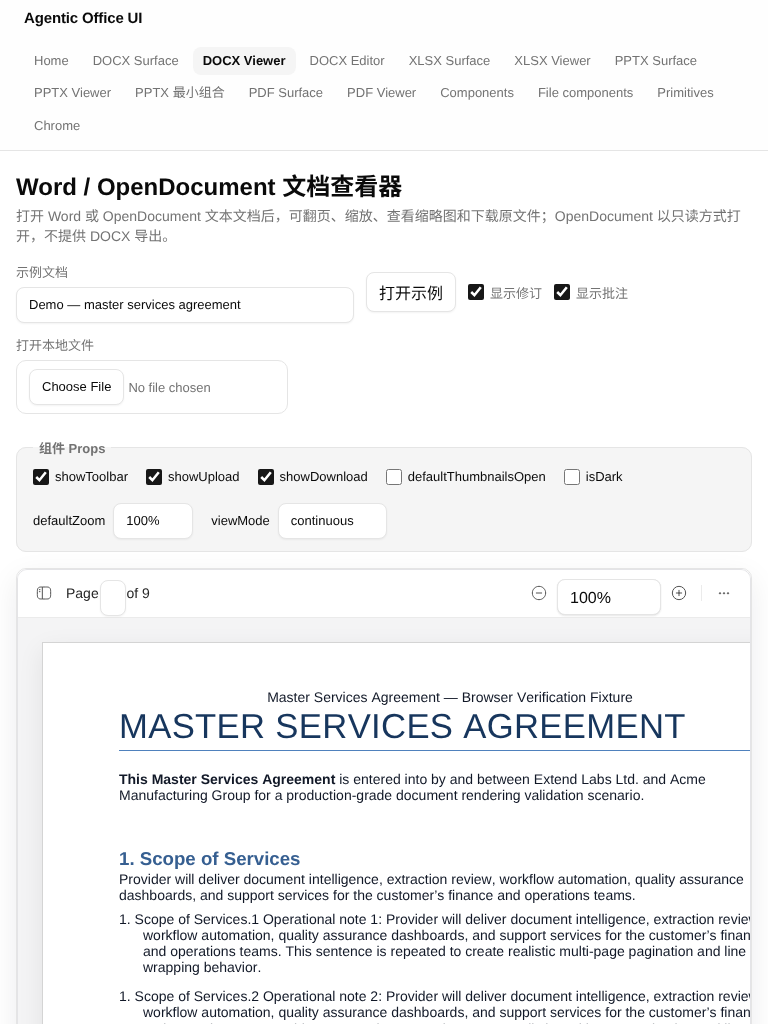 Agentic Office UI
Home DOCX Surface DOCX Viewer DOCX Editor XLSX Surface XLSX Viewer PPTX Surface
PPTX Viewer PPTX 最小组合 PDF Surface PDF Viewer Components File components Primitives
Chrome
Word / OpenDocument 文档查看器
打开 Word 或 OpenDocument 文本文档后，可翻页、缩放、查看缩略图和下载原文件；OpenDocument 以只读方式打
开，不提供 DOCX 导出。
示例文档
Demo — master services agreement 打开示例 显示修订 显示批注
打开本地文件
Choose File No file chosen
组件 Props
showToolbar showUpload showDownload defaultThumbnailsOpen isDark
defaultZoom 100% viewMode continuous
Page of 9 100%
Master Services Agreement — Browser Verification Fixture
MASTER SERVICES AGREEMENT
This Master Services Agreement is entered into by and between Extend Labs Ltd. and Acme
Manufacturing Group for a production-grade document rendering validation scenario.
1. Scope of Services
Provider will deliver document intelligence, extraction review, workflow automation, quality assurance
dashboards, and support services for the customer’s finance and operations teams.
1. Scope of Services.1 Operational note 1: Provider will deliver document intelligence, extraction review
workflow automation, quality assurance dashboards, and support services for the customer’s finan
and operations teams. This sentence is repeated to create realistic multi-page pagination and line
wrapping behavior.
1. Scope of Services.2 Operational note 2: Provider will deliver document intelligence, extraction review
workflow automation, quality assurance dashboards, and support services for the customer’s finan